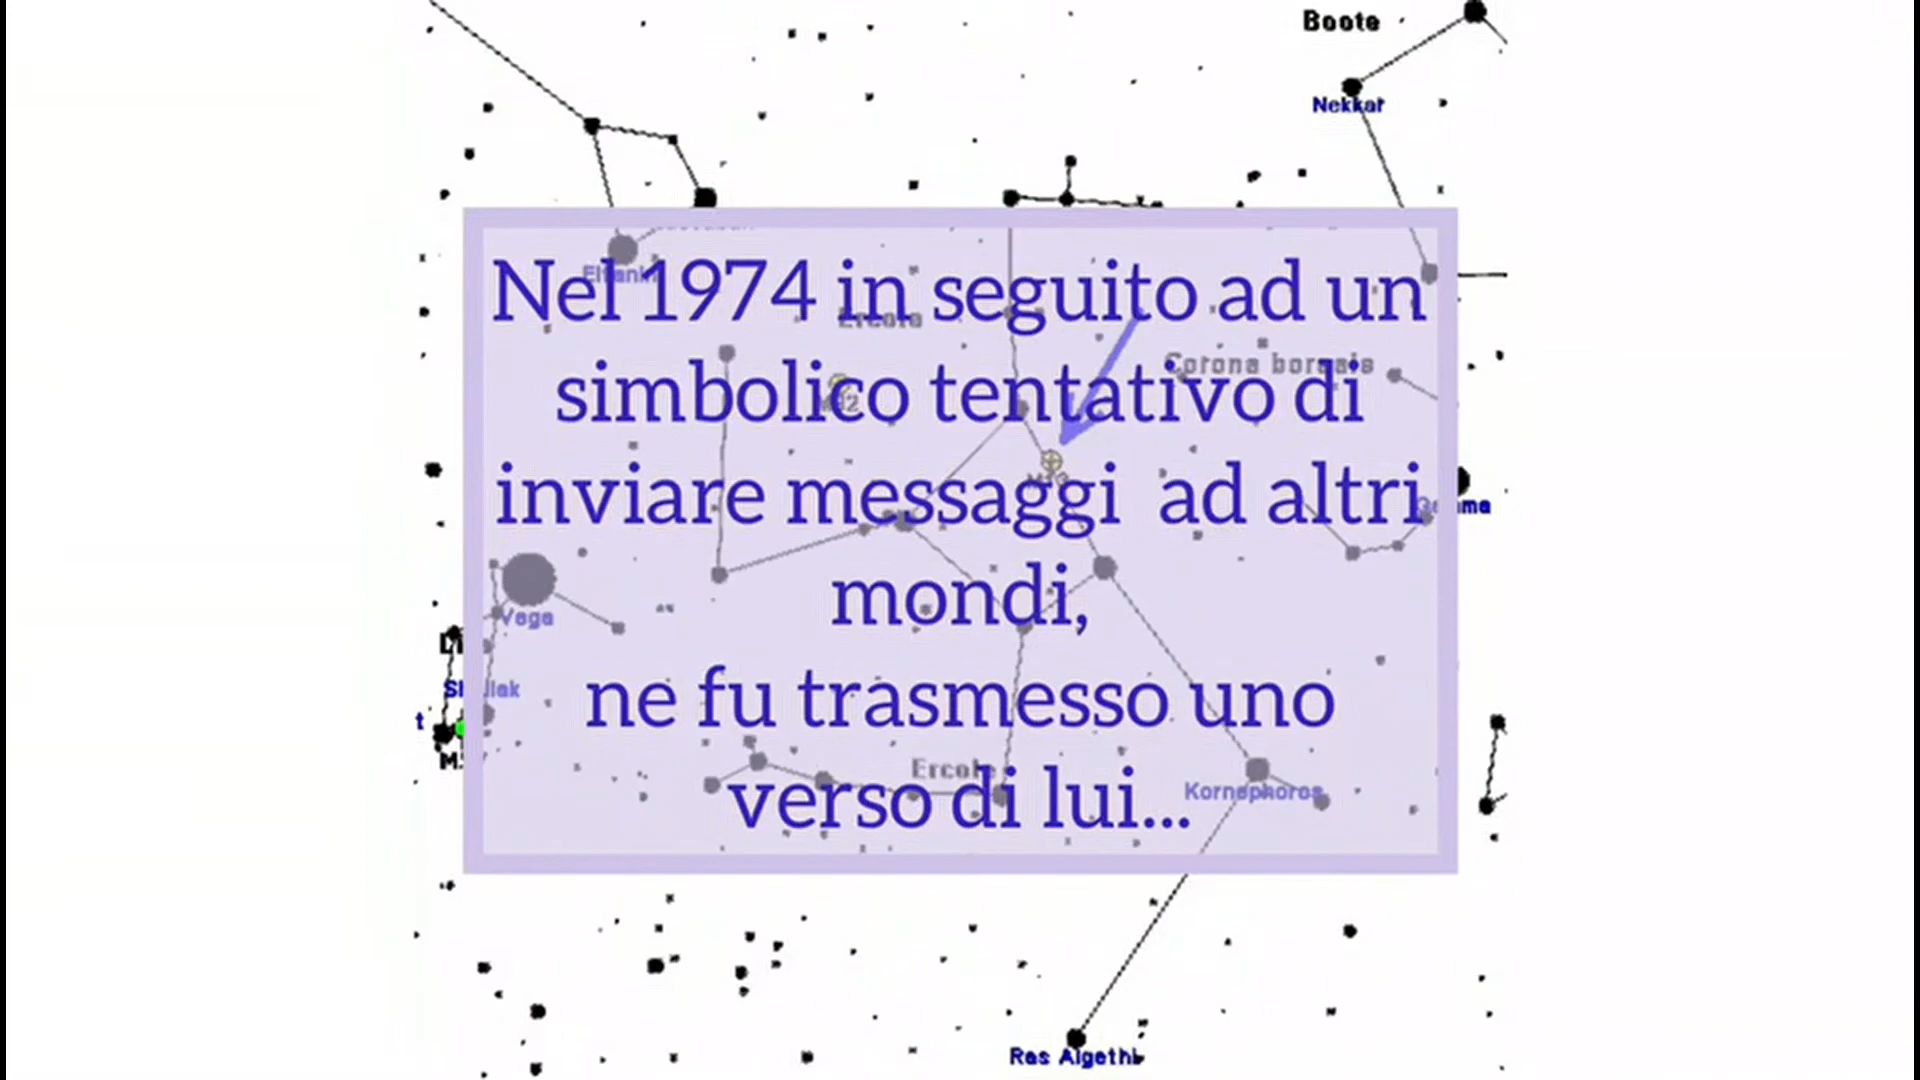 Boote
Nekkar
Nel 1974 in seguito ad un
Ercole
simbolico tentativo di
Corona boreale
inviare messaggi  ad altri
mondi,
Vega
ne fu trasmesso uno
Ercole
verso di lui...
Kornephoros
Ras Algethi